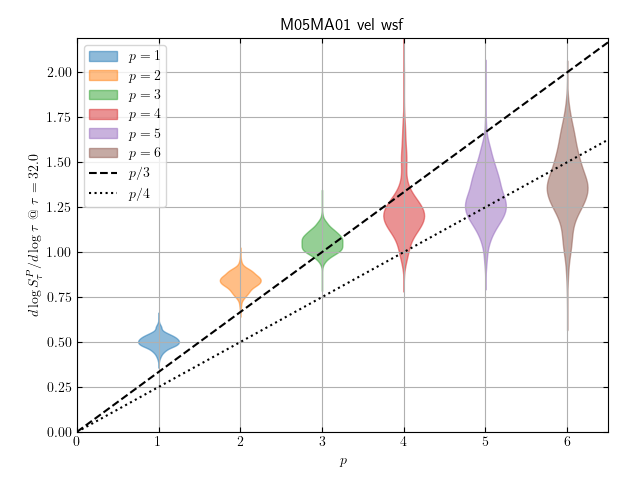 M05MA01 vel wsf
d log S_τ^P / d log τ @ τ = 32.0
2.00
1.75
1.50
1.25
1.00
0.75
0.50
0.25
0.00
p = 1
p = 2
p = 3
p = 4
p = 5
p = 6
p/3
p/4
0 1 2 3 4 5 6
p